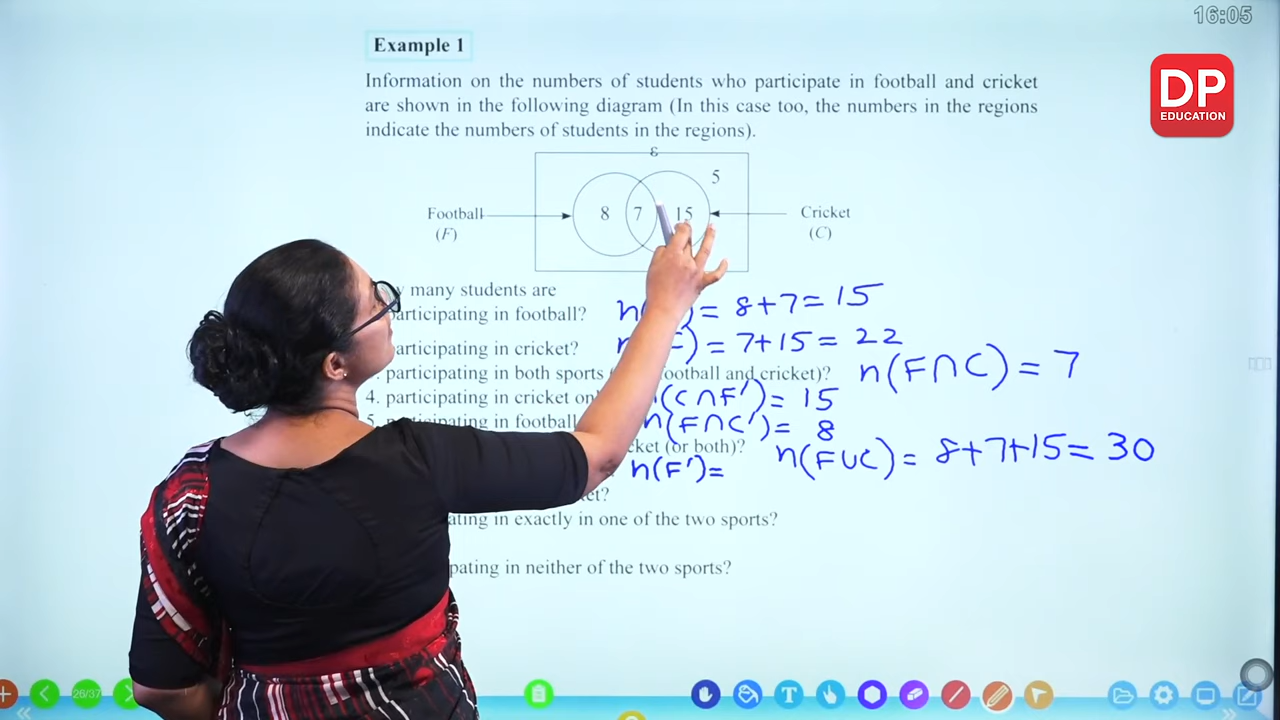 16:05
Example 1
DP
EDUCATION
Information on the numbers of students who participate in football and cricket
are shown in the following diagram (In this case too, the numbers in the regions
indicate the numbers of students in the regions).
ε
5
Football
(F)
8 7 15
Cricket
(C)
many students are
participating in football? = 8+7= 15
articipating in cricket? = 7+15 = 22
participating in both sports ootball and cricket)? n(F∩C) = 7
4. participating in cricket on (C∩F')= 15
5. participating in football n(F∩C')= 8
cket (or both)? n(F∪C)= 8+7+15= 30
n(F')=
ket?
ating in exactly in one of the two sports?
pating in neither of the two sports?
26/37